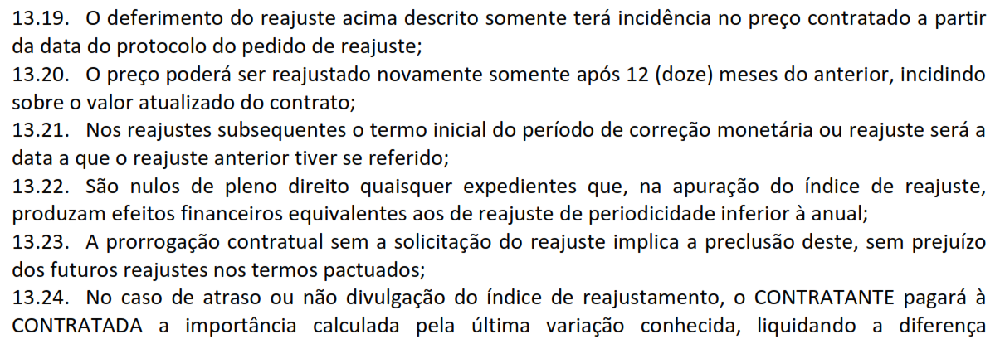 13.19. O deferimento do reajuste acima descrito somente terá incidência no preço contratado a partir
da data do protocolo do pedido de reajuste;
13.20. O preço poderá ser reajustado novamente somente após 12 (doze) meses do anterior, incidindo
sobre o valor atualizado do contrato;
13.21. Nos reajustes subsequentes o termo inicial do período de correção monetária ou reajuste será a
data a que o reajuste anterior tiver se referido;
13.22. São nulos de pleno direito quaisquer expedientes que, na apuração do índice de reajuste,
produzam efeitos financeiros equivalentes aos de reajuste de periodicidade inferior à anual;
13.23. A prorrogação contratual sem a solicitação do reajuste implica a preclusão deste, sem prejuízo
dos futuros reajustes nos termos pactuados;
13.24. No caso de atraso ou não divulgação do índice de reajustamento, o CONTRATANTE pagará à
CONTRATADA a importância calculada pela última variação conhecida, liquidando a diferença